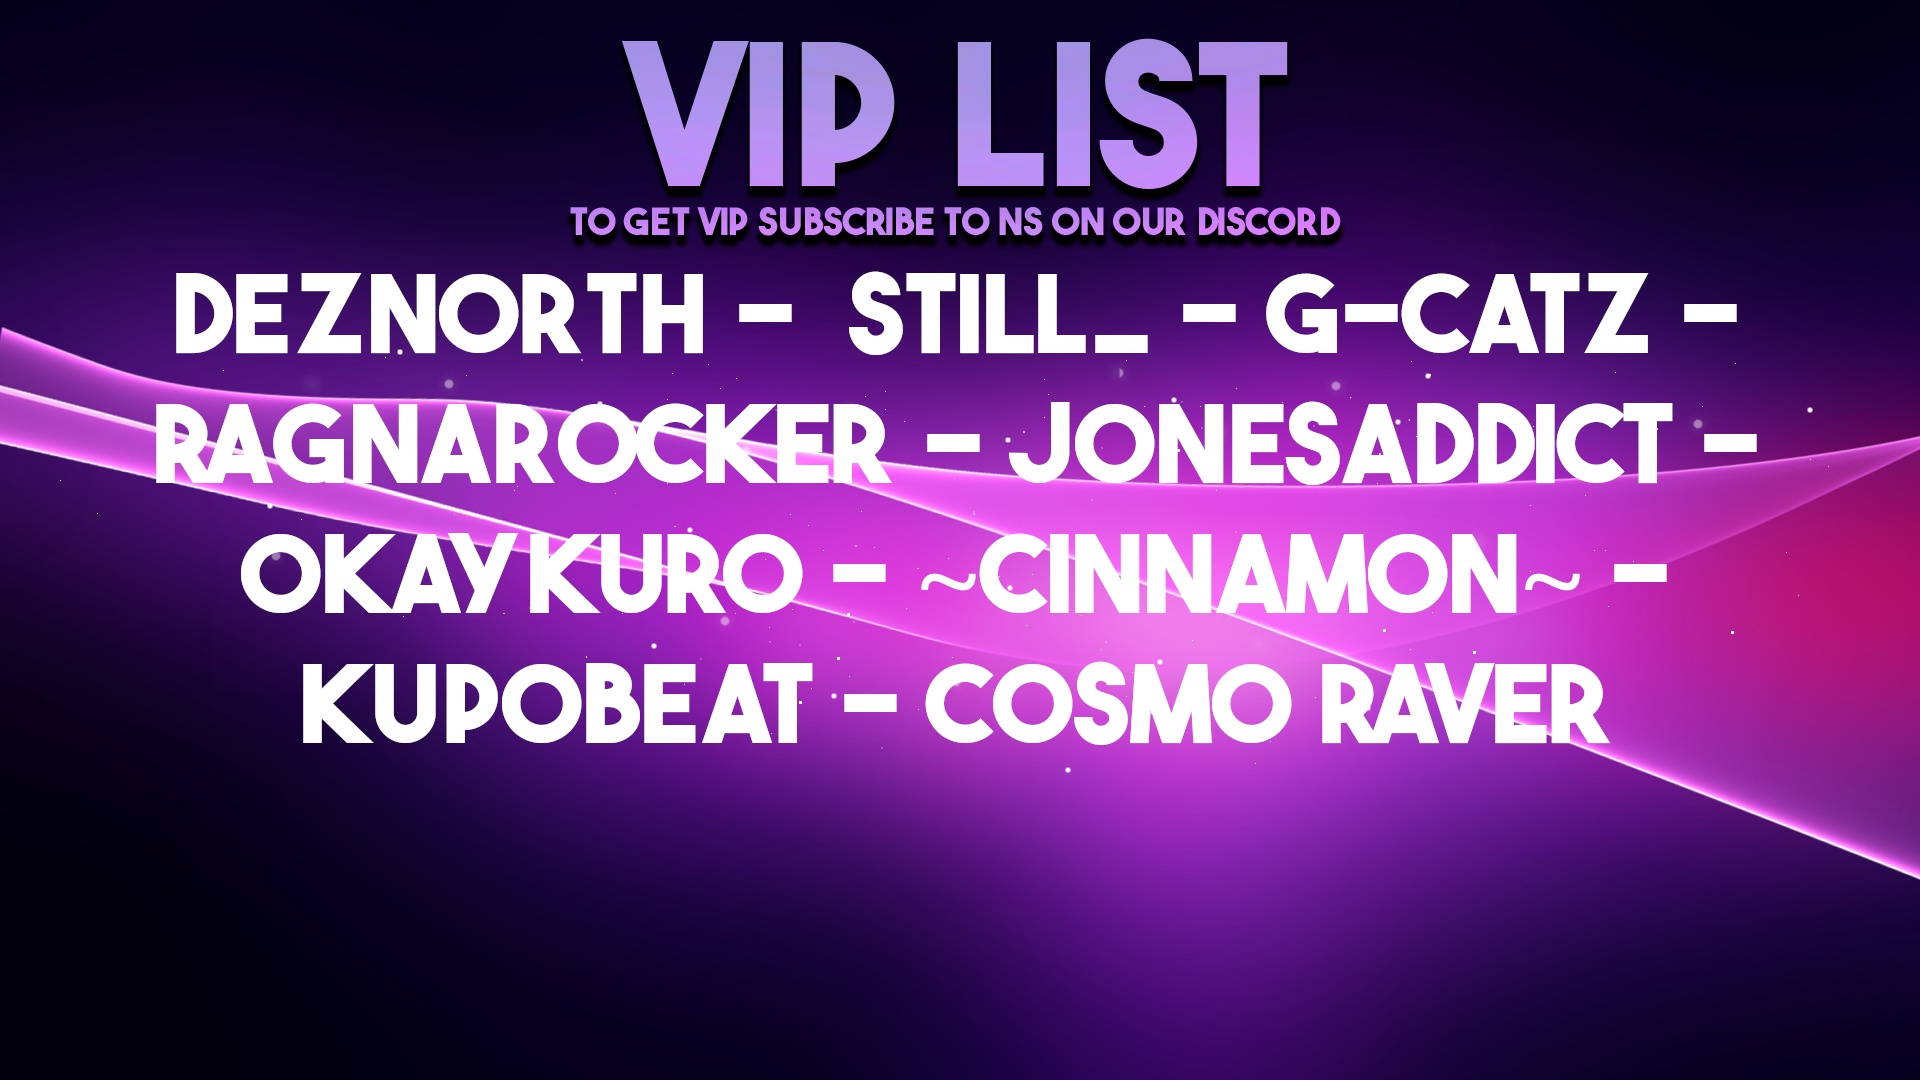 VIP LIST
TO GET VIP SUBSCRIBE TO NS ON OUR DISCORD
DEZNORTH - STILL_ - G-CATZ -
RAGNAROCKER - JONESADDICT -
OKAYKURO - ~CINNAMON~ -
KUPOBEAT - COSMO RAVER